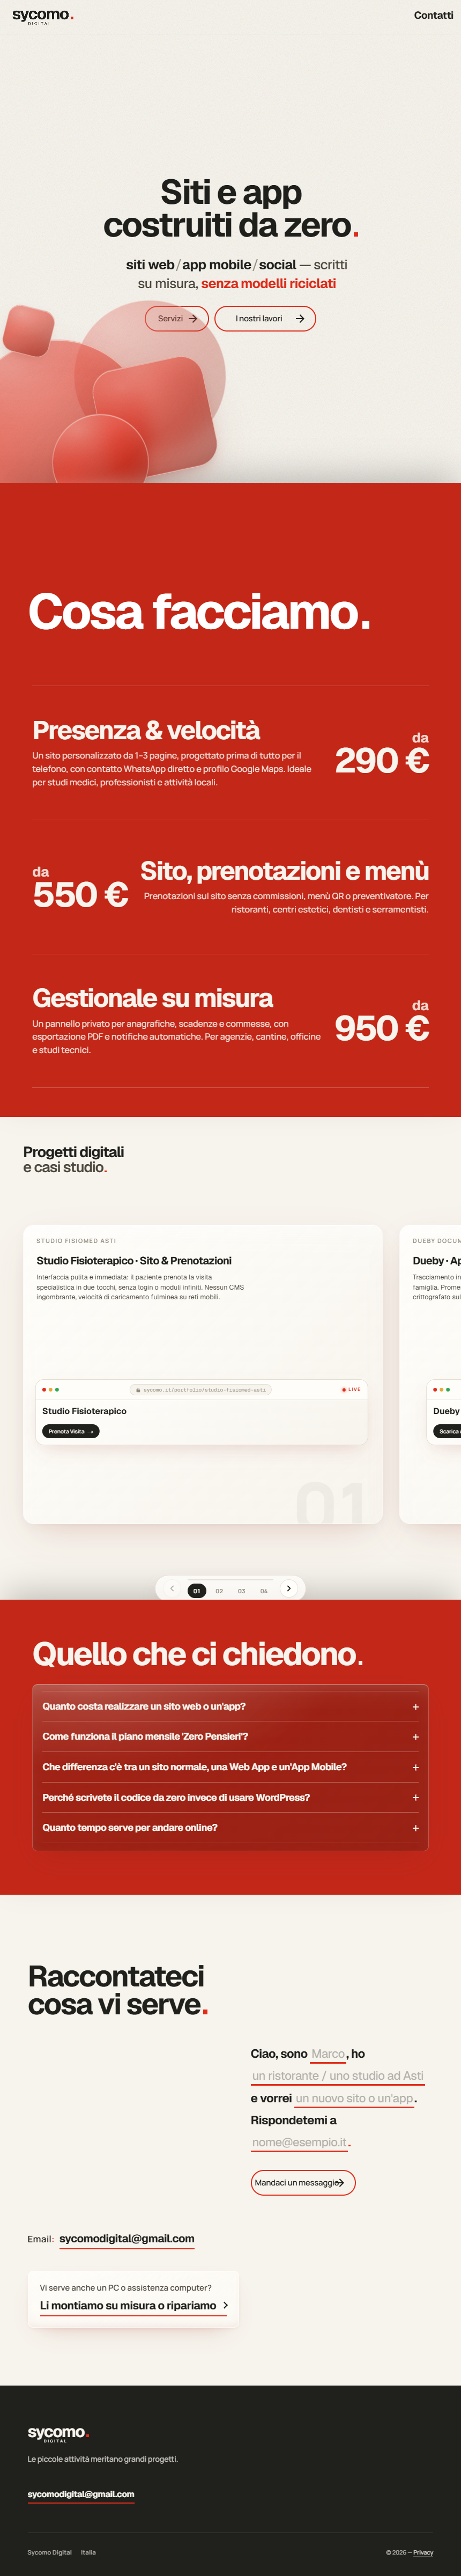 sycomo.
DIGITAL
Contatti
Siti e app
costruiti da zero.
siti web/app mobile/social — scritti
su misura, senza modelli riciclati
Servizi →
I nostri lavori →
Cosa facciamo.
Presenza & velocità
Un sito personalizzato da 1–3 pagine, progettato prima di tutto per il
telefono, con contatto WhatsApp diretto e profilo Google Maps. Ideale
per studi medici, professionisti e attività locali.
da
290 €
da
550 €
Sito, prenotazioni e menù
Prenotazioni sul sito senza commissioni, menù QR o preventivatore. Per
ristoranti, centri estetici, dentisti e serramentisti.
Gestionale su misura
Un pannello privato per anagrafiche, scadenze e commesse, con
esportazione PDF e notifiche automatiche. Per agenzie, cantine, officine
e studi tecnici.
da
950 €
Progetti digitali
e casi studio.
STUDIO FISIOMED ASTI
Studio Fisioterapico · Sito & Prenotazioni
Interfaccia pulita e immediata: il paziente prenota la visita
specialistica in due tocchi, senza login o moduli infiniti. Nessun CMS
ingombrante, velocità di caricamento fulminea su reti mobili.
sycomo.it/portfolio/studio-fisiomed-asti
LIVE
Studio Fisioterapico
Prenota Visita →
01
DUEBY DOCUM
Dueby · Ap
Tracciamento in
famiglia. Prome
crittografato sul
Dueby
Scarica
01
02
03
04
Quello che ci chiedono.
Quanto costa realizzare un sito web o un'app? +
Come funziona il piano mensile 'Zero Pensieri'? +
Che differenza c'è tra un sito normale, una Web App e un'App Mobile? +
Perché scrivete il codice da zero invece di usare WordPress? +
Quanto tempo serve per andare online? +
Raccontateci
cosa vi serve.
Ciao, sono Marco, ho
un ristorante / uno studio ad Asti
e vorrei un nuovo sito o un'app.
Rispondetemi a
nome@esempio.it.
Mandaci un messaggio →
Email: sycomodigital@gmail.com
Vi serve anche un PC o assistenza computer?
Li montiamo su misura o ripariamo
sycomo.
DIGITAL
Le piccole attività meritano grandi progetti.
sycomodigital@gmail.com
Sycomo Digital Italia
© 2026 — Privacy